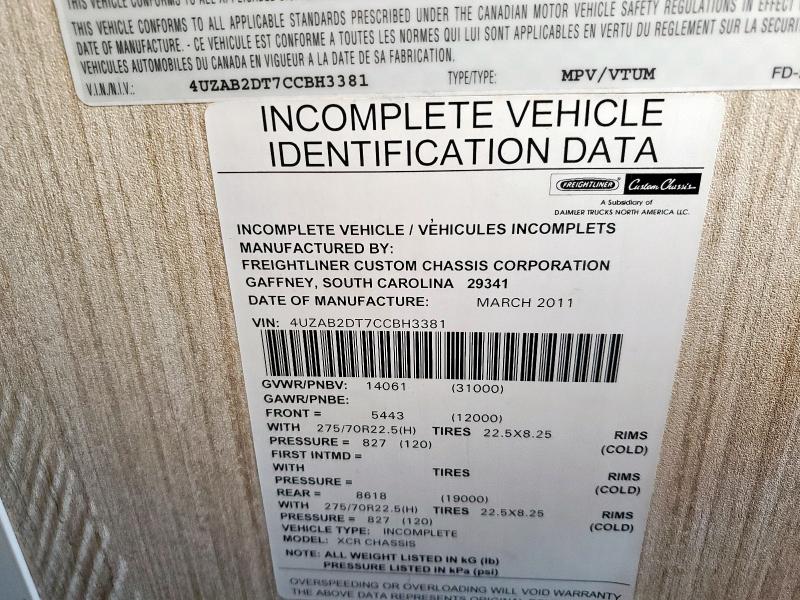 THIS VEHICLE CONFORMS TO ALL APPLICABLE STANDARDS PRESCRIBED UNDER THE CANADIAN MOTOR VEHICLE SAFETY REGULATIONS IN EFFECT
DATE OF MANUFACTURE. - CE VEHICULE EST CONFORME A TOUTES LES NORMES QUI LUI SONT APPLICABLES EN VERTU DU REGLEMENT SUR LA SECURI
VEHICULES AUTOMOBILES DU CANADA EN VIGUEUR A LA DATE DE SA FABRICATION.
V.I.N./N.I.V.: 4UZAB2DT7CCBH3381 TYPE/TYPE: MPV/VTUM FD-
INCOMPLETE VEHICLE
IDENTIFICATION DATA
FREIGHTLINER Custom Chassis
A Subsidiary of
DAIMLER TRUCKS NORTH AMERICA LLC.
INCOMPLETE VEHICLE / VÉHICULES INCOMPLETS
MANUFACTURED BY:
FREIGHTLINER CUSTOM CHASSIS CORPORATION
GAFFNEY, SOUTH CAROLINA 29341
DATE OF MANUFACTURE: MARCH 2011
VIN: 4UZAB2DT7CCBH3381
GVWR/PNBV: 14061 (31000)
GAWR/PNBE:
FRONT = 5443 (12000)
WITH 275/70R22.5(H) TIRES 22.5X8.25 RIMS
PRESSURE = 827 (120) (COLD)
FIRST INTMD =
WITH TIRES RIMS
PRESSURE = (COLD)
REAR = 8618 (19000)
WITH 275/70R22.5(H) TIRES 22.5X8.25 RIMS
PRESSURE = 827 (120) (COLD)
VEHICLE TYPE: INCOMPLETE
MODEL: XCR CHASSIS
NOTE: ALL WEIGHT LISTED IN kG (lb)
PRESSURE LISTED IN kPa (psi)
OVERSPEEDING OR OVERLOADING WILL VOID WARRANTY
THE ABOVE DATA REPRESENTS ORIGINAL